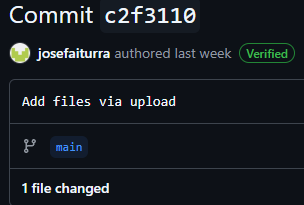 Commit c2f3110
josefaiturra authored last week Verified
Add files via upload
main
1 file changed